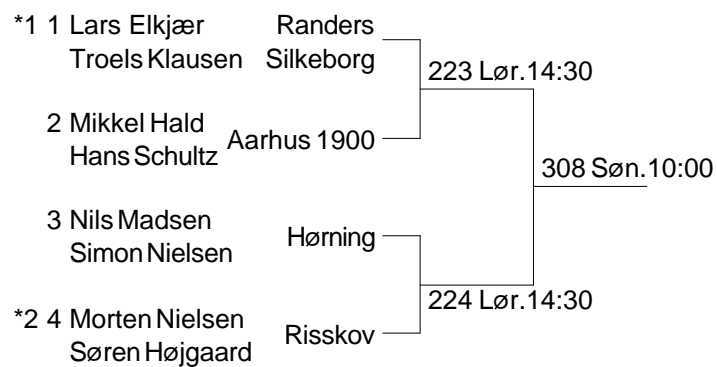 *1 1 Lars Elkjær Randers
Troels Klausen Silkeborg
223 Lør.14:30
2 Mikkel Hald
Hans Schultz Aarhus 1900
308 Søn.10:00
3 Nils Madsen
Simon Nielsen Hørning
224 Lør.14:30
*2 4 Morten Nielsen
Søren Højgaard Risskov